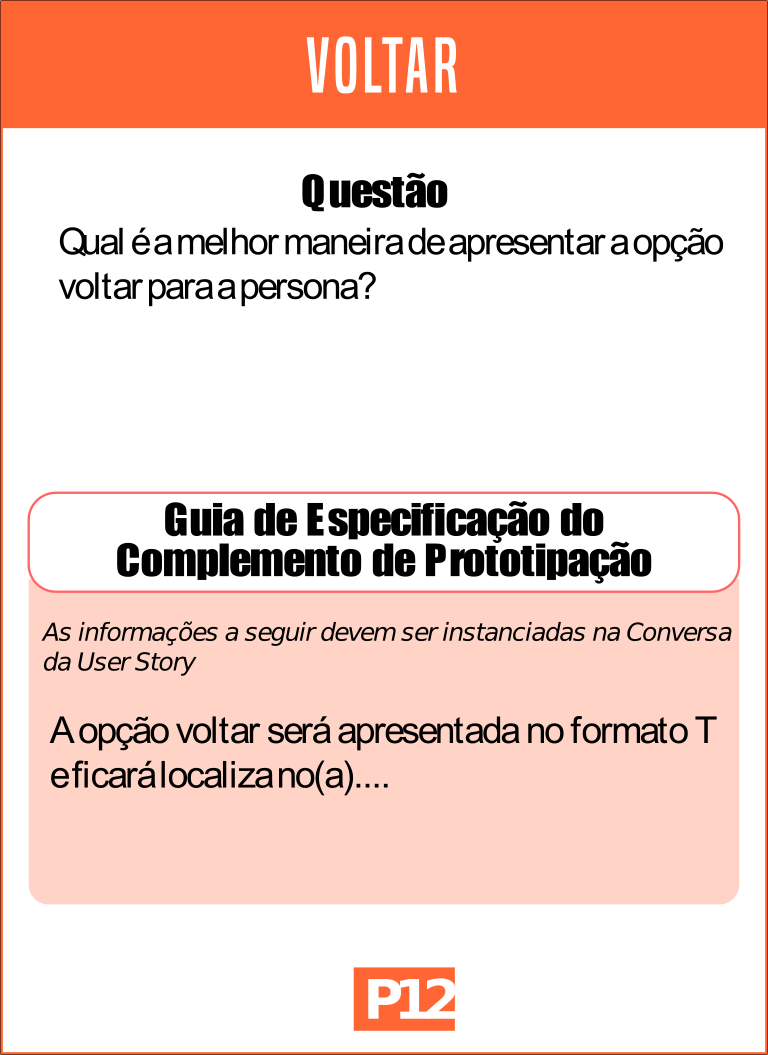 VOLTAR
Questão
Qual é a melhor maneira de apresentar a opção
voltar para a persona?
Guia de Especificação do
Complemento de Prototipação
As informações a seguir devem ser instanciadas na Conversa
da User Story
A opção voltar será apresentada no formato T
e ficará localiza no(a)....
P12